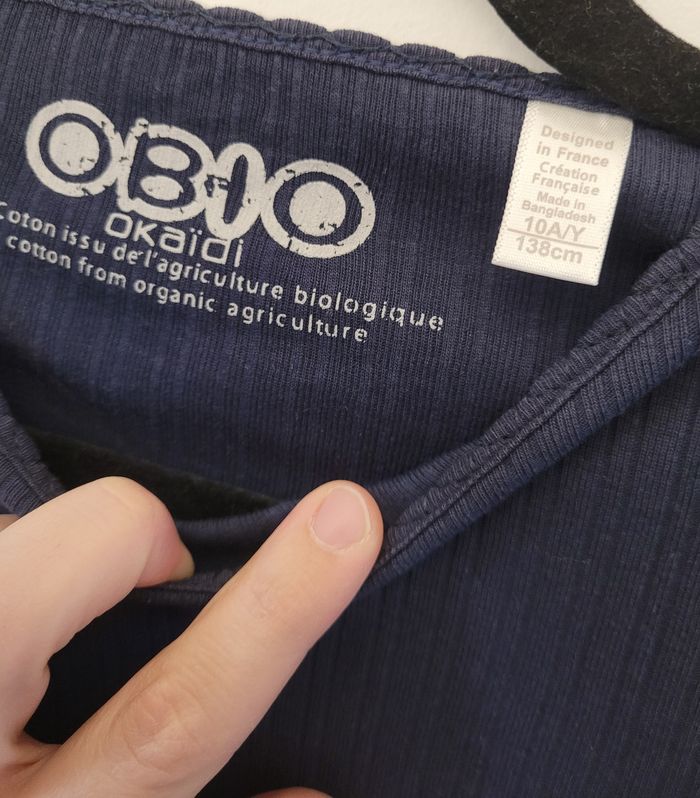 OBIO
okaïdi
Coton issu de l'agriculture biologique
cotton from organic agriculture
Designed
in France
Création
Française
Made in
Bangladesh
10A/Y
138cm